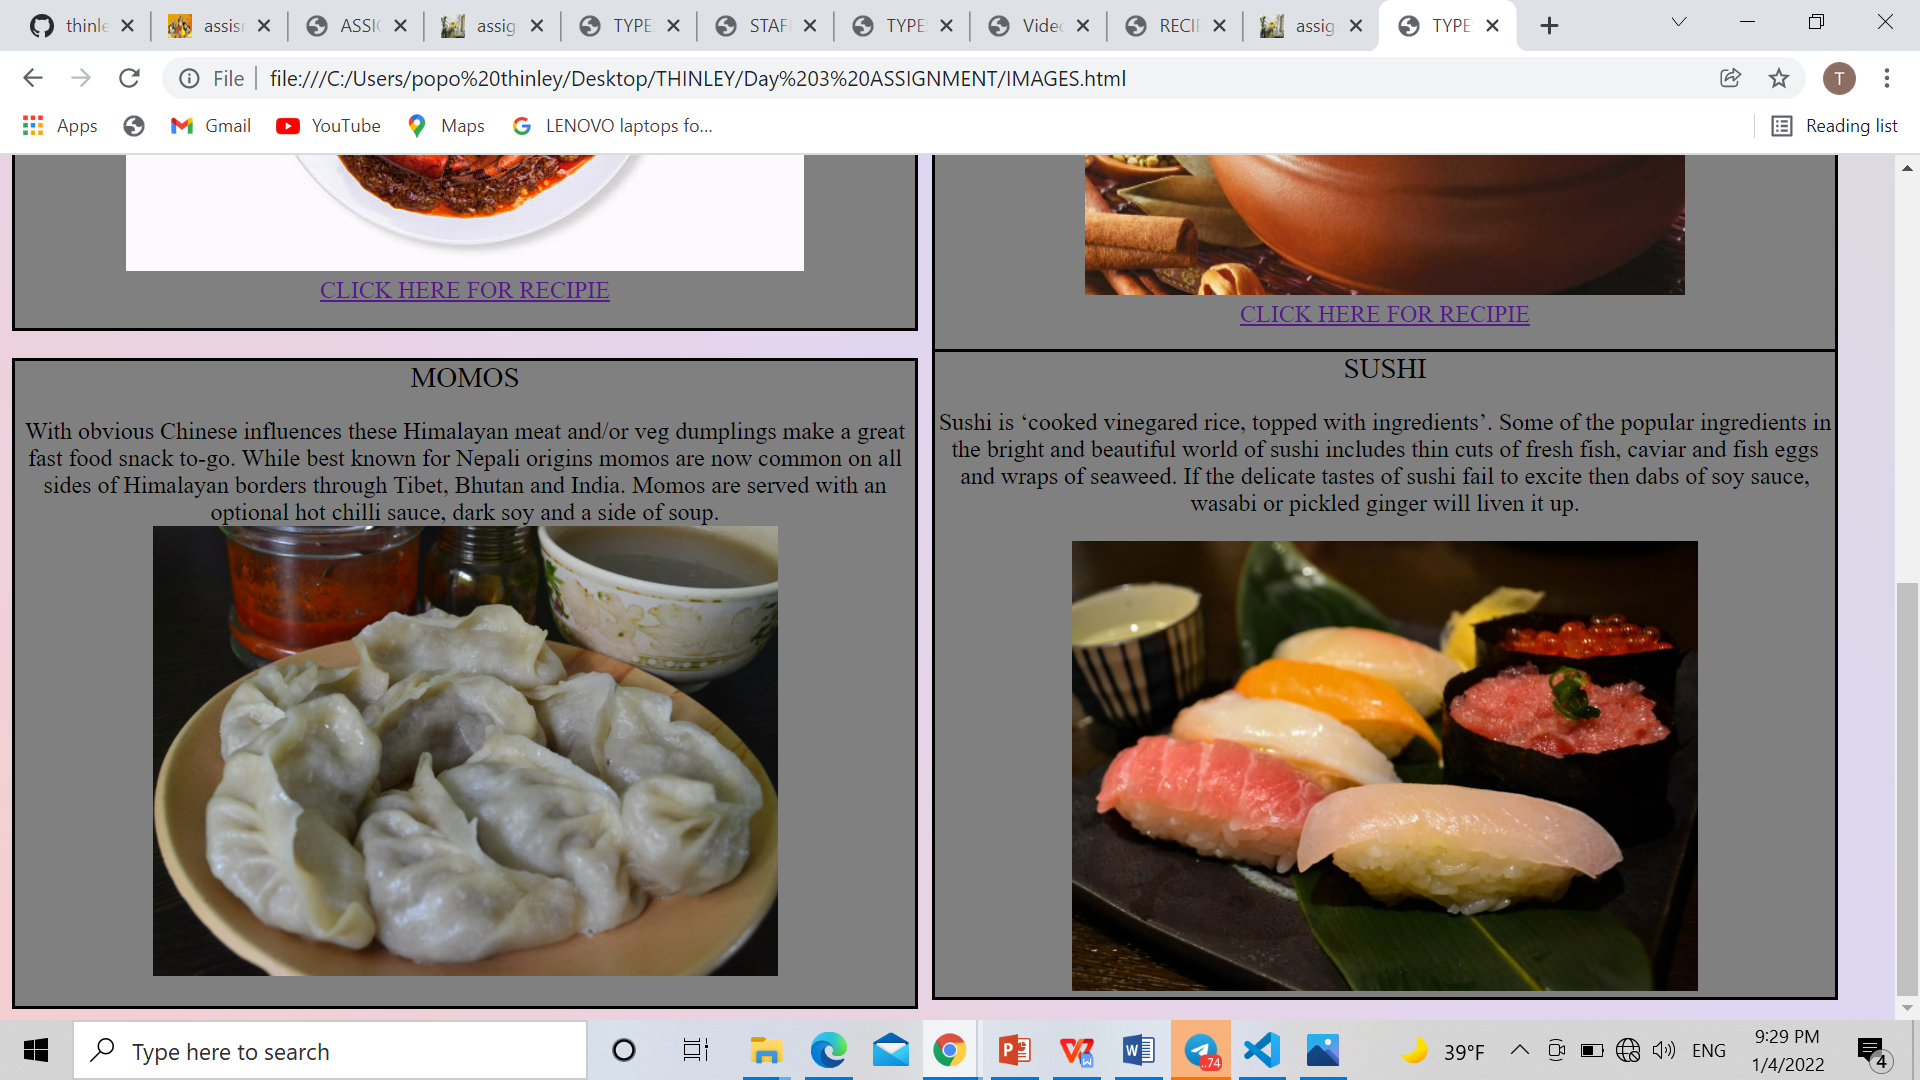 thinle
assisr
ASSIG
assig
TYPE
STAF
TYPE
Video
RECIF
assig
TYPE
File
file:///C:/Users/popo%20thinley/Desktop/THINLEY/Day%203%20ASSIGNMENT/IMAGES.html
T
Apps
Gmail
YouTube
Maps
LENOVO laptops fo...
Reading list
CLICK HERE FOR RECIPIE
CLICK HERE FOR RECIPIE
MOMOS
With obvious Chinese influences these Himalayan meat and/or veg dumplings make a great
fast food snack to-go. While best known for Nepali origins momos are now common on all
sides of Himalayan borders through Tibet, Bhutan and India. Momos are served with an
optional hot chilli sauce, dark soy and a side of soup.
SUSHI
Sushi is ‘cooked vinegared rice, topped with ingredients’. Some of the popular ingredients in
the bright and beautiful world of sushi includes thin cuts of fresh fish, caviar and fish eggs
and wraps of seaweed. If the delicate tastes of sushi fail to excite then dabs of soy sauce,
wasabi or pickled ginger will liven it up.
Type here to search
..74
39°F
ENG
9:29 PM
1/4/2022
4